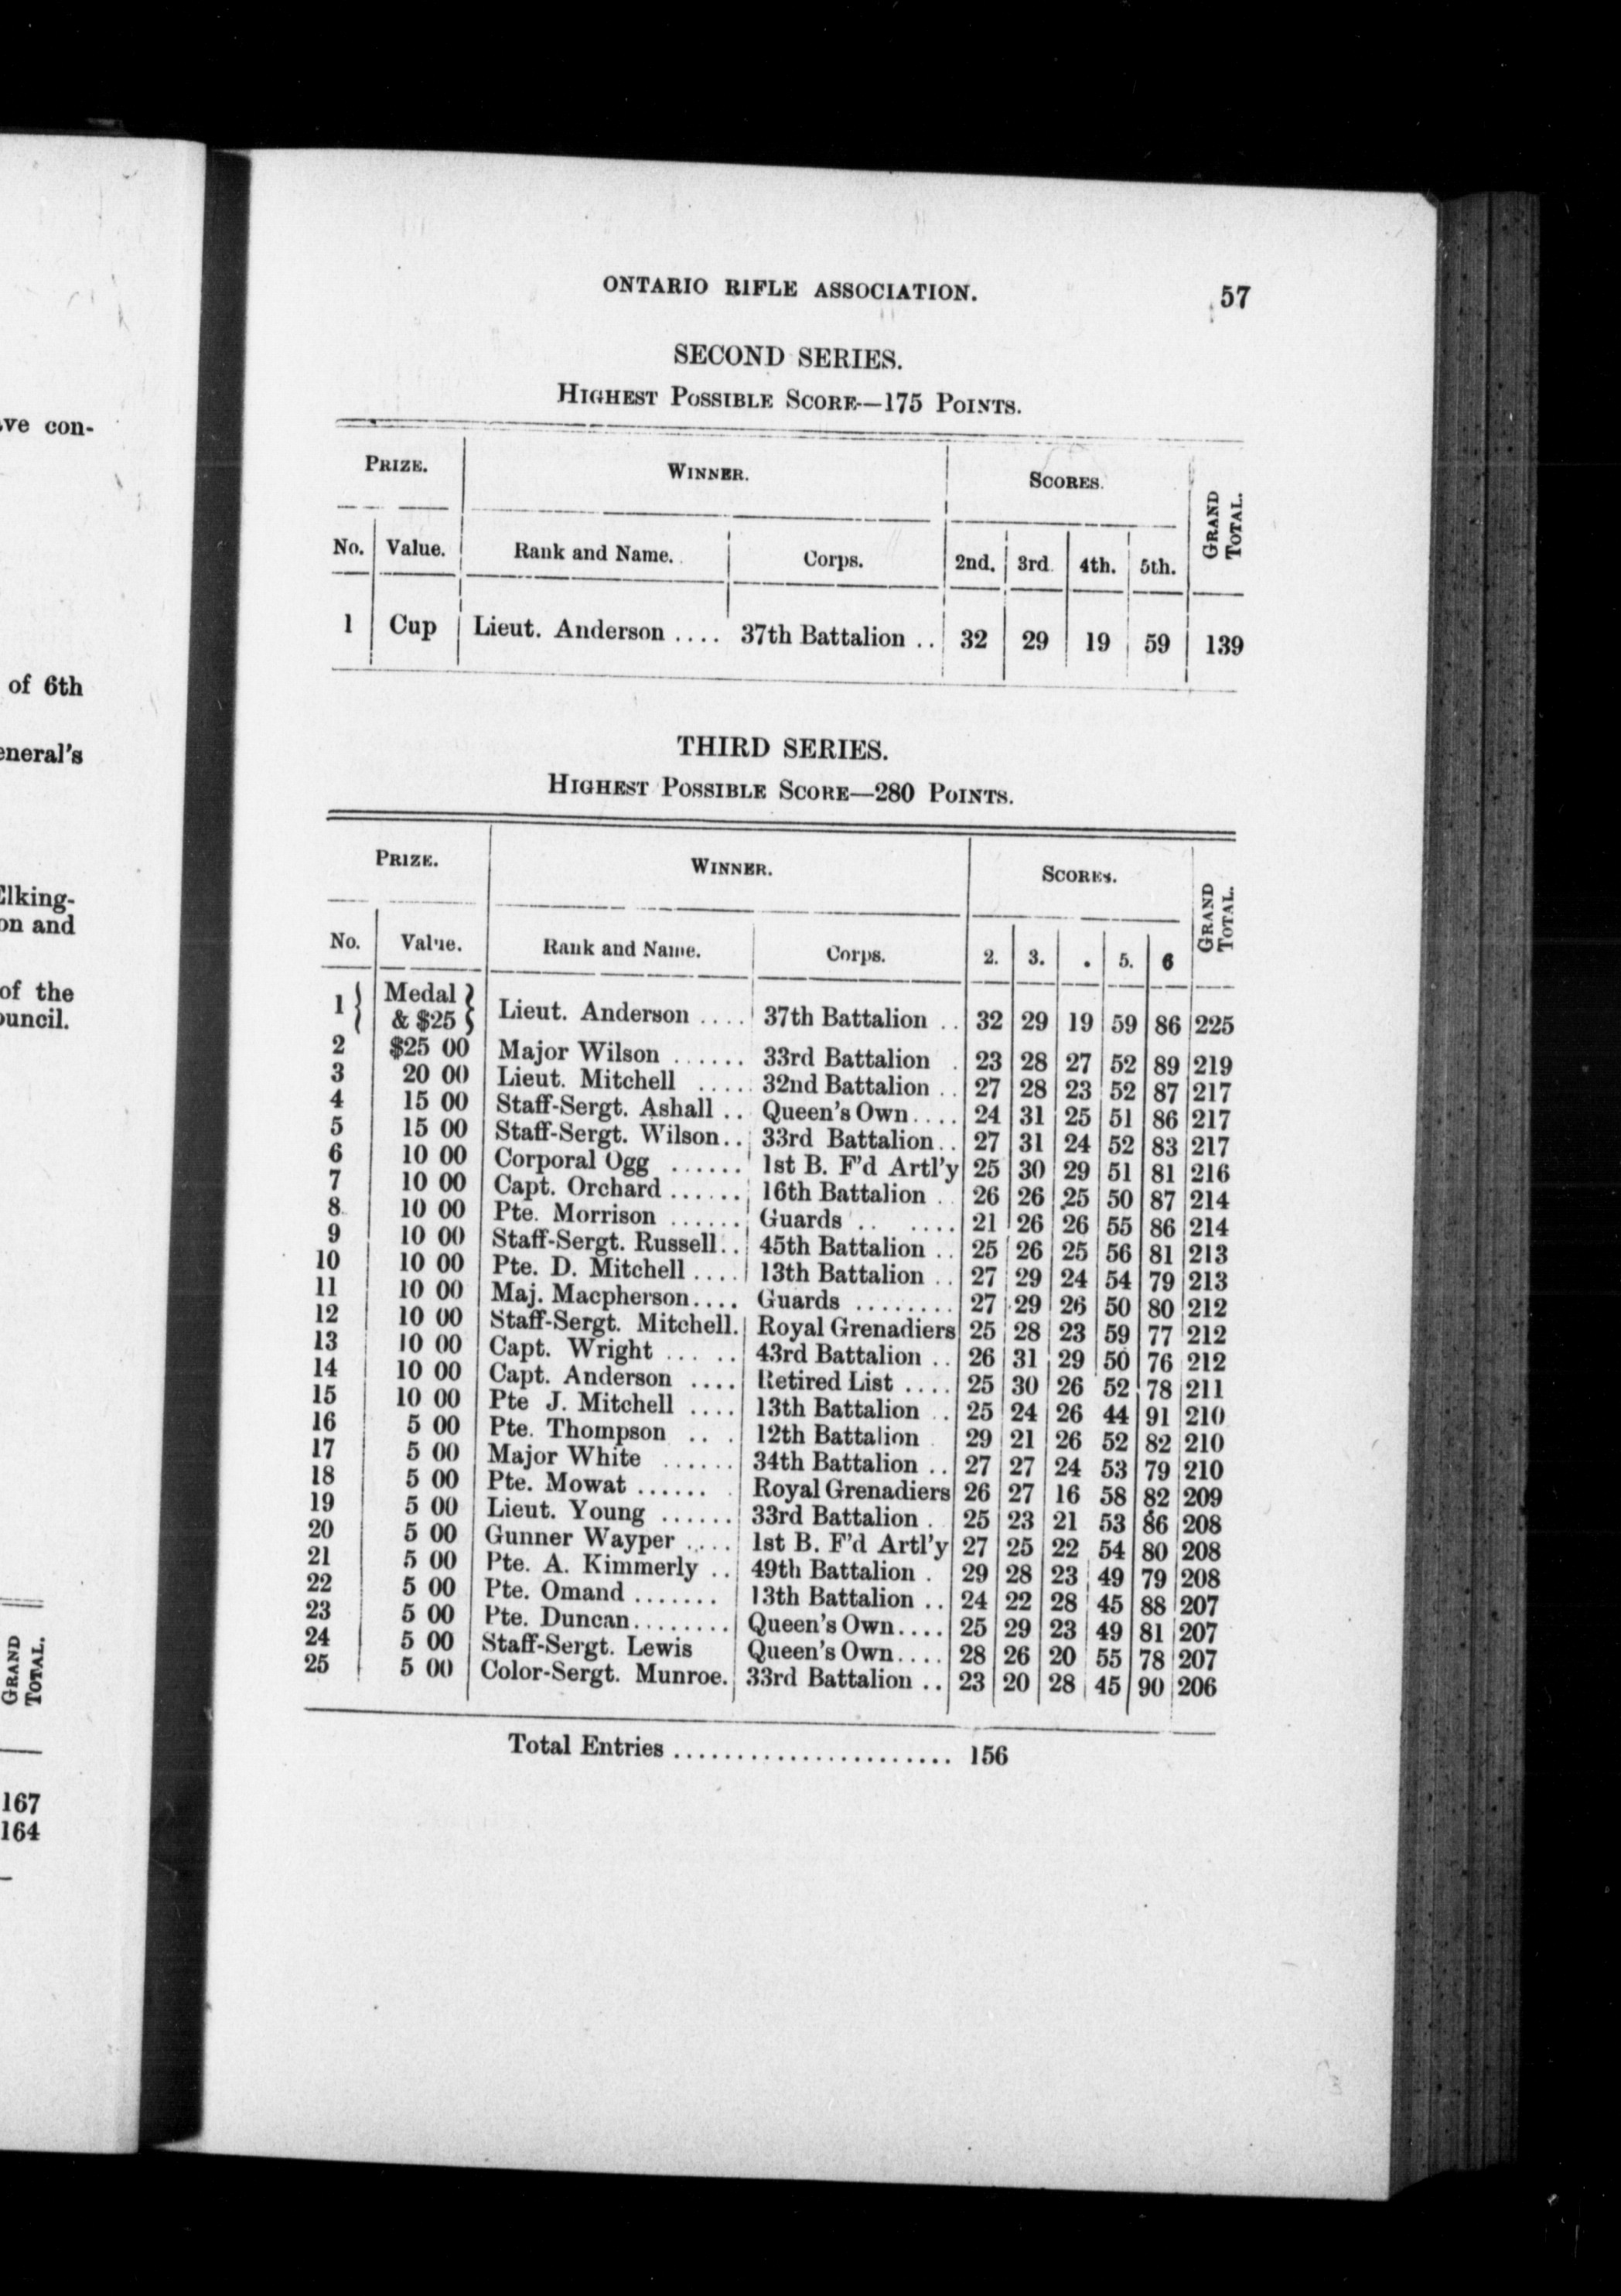 ve con-
of 6th
eneral's
Elking-
on and
of the
ouncil.
GRAND TOTAL.
167
164
ONTARIO RIFLE ASSOCIATION. 57
SECOND SERIES.
HIGHEST POSSIBLE SCORE—175 POINTS.
PRIZE. WINNER. SCORES. GRAND TOTAL.
No. Value. Rank and Name. Corps. 2nd. 3rd 4th. 5th.
1 Cup Lieut. Anderson .... 37th Battalion .. 32 29 19 59 139
THIRD SERIES.
HIGHEST POSSIBLE SCORE—280 POINTS.
PRIZE. WINNER. SCORES. GRAND TOTAL.
No. Value. Rank and Name. Corps. 2. 3. . 5. 6
1 { Medal & $25 } Lieut. Anderson .... 37th Battalion .. 32 29 19 59 86 225
2 $25 00 Major Wilson ...... 33rd Battalion . 23 28 27 52 89 219
3 20 00 Lieut. Mitchell .... 32nd Battalion .. 27 28 23 52 87 217
4 15 00 Staff-Sergt. Ashall .. Queen's Own.... 24 31 25 51 86 217
5 15 00 Staff-Sergt. Wilson.. 33rd Battalion.. 27 31 24 52 83 217
6 10 00 Corporal Ogg ...... 1st B. F'd Artl'y 25 30 29 51 81 216
7 10 00 Capt. Orchard ...... 16th Battalion . 26 26 25 50 87 214
8 10 00 Pte. Morrison ...... Guards .. .... 21 26 26 55 86 214
9 10 00 Staff-Sergt. Russell.. 45th Battalion .. 25 26 25 56 81 213
10 10 00 Pte. D. Mitchell .... 13th Battalion .. 27 29 24 54 79 213
11 10 00 Maj. Macpherson.... Guards ........ 27 29 26 50 80 212
12 10 00 Staff-Sergt. Mitchell. Royal Grenadiers 25 28 23 59 77 212
13 10 00 Capt. Wright ... .. 43rd Battalion .. 26 31 29 50 76 212
14 10 00 Capt. Anderson .... Retired List .... 25 30 26 52 78 211
15 10 00 Pte J. Mitchell .... 13th Battalion .. 25 24 26 44 91 210
16 5 00 Pte. Thompson .. . 12th Battalion . 29 21 26 52 82 210
17 5 00 Major White ...... 34th Battalion .. 27 27 24 53 79 210
18 5 00 Pte. Mowat ...... . Royal Grenadiers 26 27 16 58 82 209
19 5 00 Lieut. Young ...... 33rd Battalion . 25 23 21 53 86 208
20 5 00 Gunner Wayper .... 1st B. F'd Artl'y 27 25 22 54 80 208
21 5 00 Pte. A. Kimmerly .. 49th Battalion . 29 28 23 49 79 208
22 5 00 Pte. Omand ....... 13th Battalion .. 24 22 28 45 88 207
23 5 00 Pte. Duncan........ Queen's Own.... 25 29 23 49 81 207
24 5 00 Staff-Sergt. Lewis Queen's Own.... 28 26 20 55 78 207
25 5 00 Color-Sergt. Munroe. 33rd Battalion .. 23 20 28 45 90 206
Total Entries ...................... 156